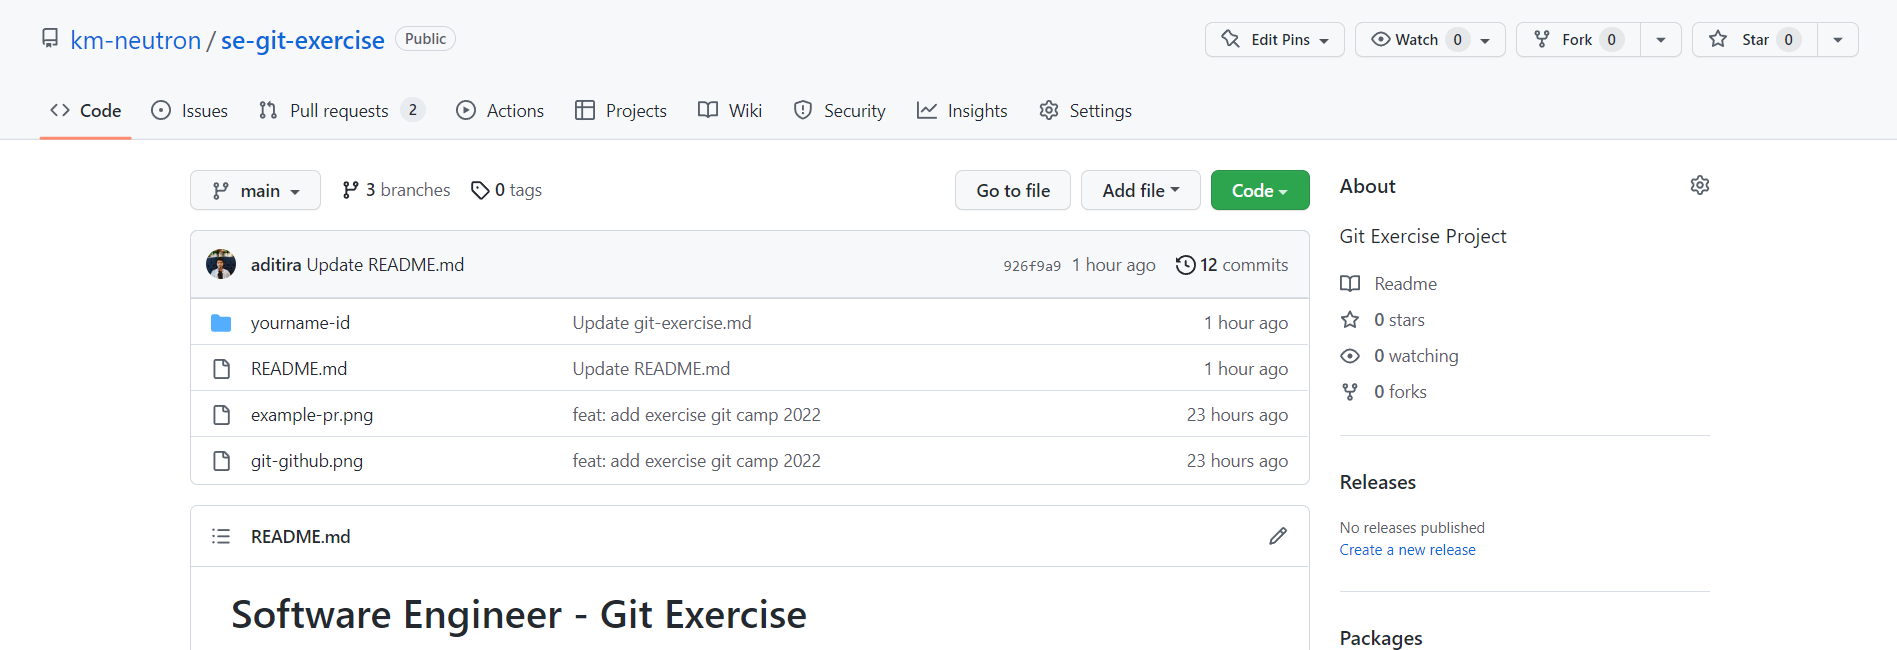 km-neutron / se-git-exercise Public Edit Pins Watch 0 Fork 0 Star 0
Code Issues Pull requests 2 Actions Projects Wiki Security Insights Settings
main 3 branches 0 tags Go to file Add file Code
aditira Update README.md 926f9a9 1 hour ago 12 commits
yourname-id Update git-exercise.md 1 hour ago
README.md Update README.md 1 hour ago
example-pr.png feat: add exercise git camp 2022 23 hours ago
git-github.png feat: add exercise git camp 2022 23 hours ago
README.md
Software Engineer - Git Exercise
About
Git Exercise Project
Readme
0 stars
0 watching
0 forks
Releases
No releases published
Create a new release
Packages